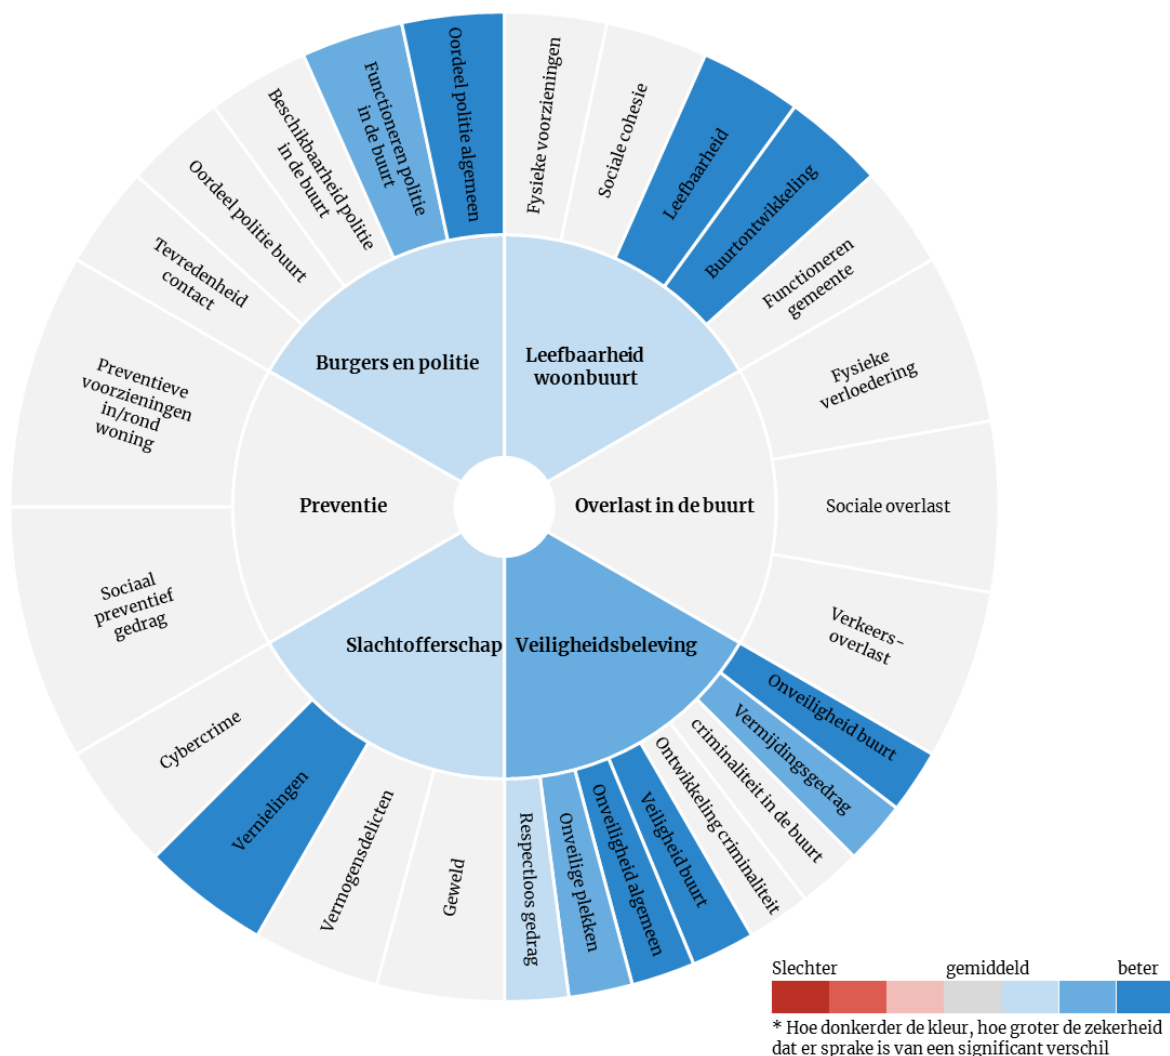 Fysieke voorzieningen
Sociale cohesie
Leefbaarheid
Buurtontwikkeling
Functioneren
gemeente
Fysieke
verloedering
Sociale overlast
Verkeers-
overlast
Onveiligheid buurt
Vermijdingsgedrag
criminaliteit in de buurt
Ontwikkeling criminaliteit
Veiligheid buurt
Onveiligheid algemeen
Onveilige plekken
Respectloos gedrag
Geweld
Vermogensdelicten
Vernielingen
Cybercrime
Sociaal
preventief
gedrag
Preventieve
voorzieningen
in/rond
woning
Tevredenheid
contact
Oordeel politie buurt
Beschikbaarheid politie
in de buurt
Functioneren politie
in de buurt
Oordeel politie algemeen
Burgers en politie
Leefbaarheid
woonbuurt
Preventie
Overlast in de buurt
Slachtofferschap
Veiligheidsbeleving
Slechter gemiddeld beter
* Hoe donkerder de kleur, hoe groter de zekerheid
dat er sprake is van een significant verschil